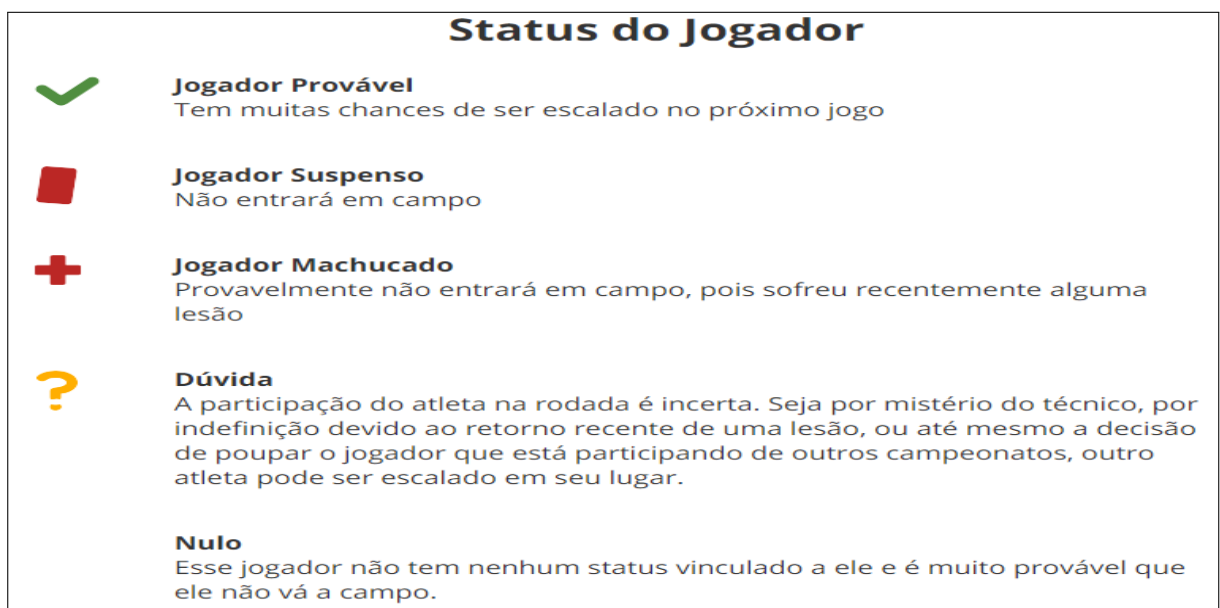 Status do Jogador
Jogador Provável
Tem muitas chances de ser escalado no próximo jogo
Jogador Suspenso
Não entrará em campo
Jogador Machucado
Provavelmente não entrará em campo, pois sofreu recentemente alguma
lesão
Dúvida
A participação do atleta na rodada é incerta. Seja por mistério do técnico, por
indefinição devido ao retorno recente de uma lesão, ou até mesmo a decisão
de poupar o jogador que está participando de outros campeonatos, outro
atleta pode ser escalado em seu lugar.
Nulo
Esse jogador não tem nenhum status vinculado a ele e é muito provável que
ele não vá a campo.